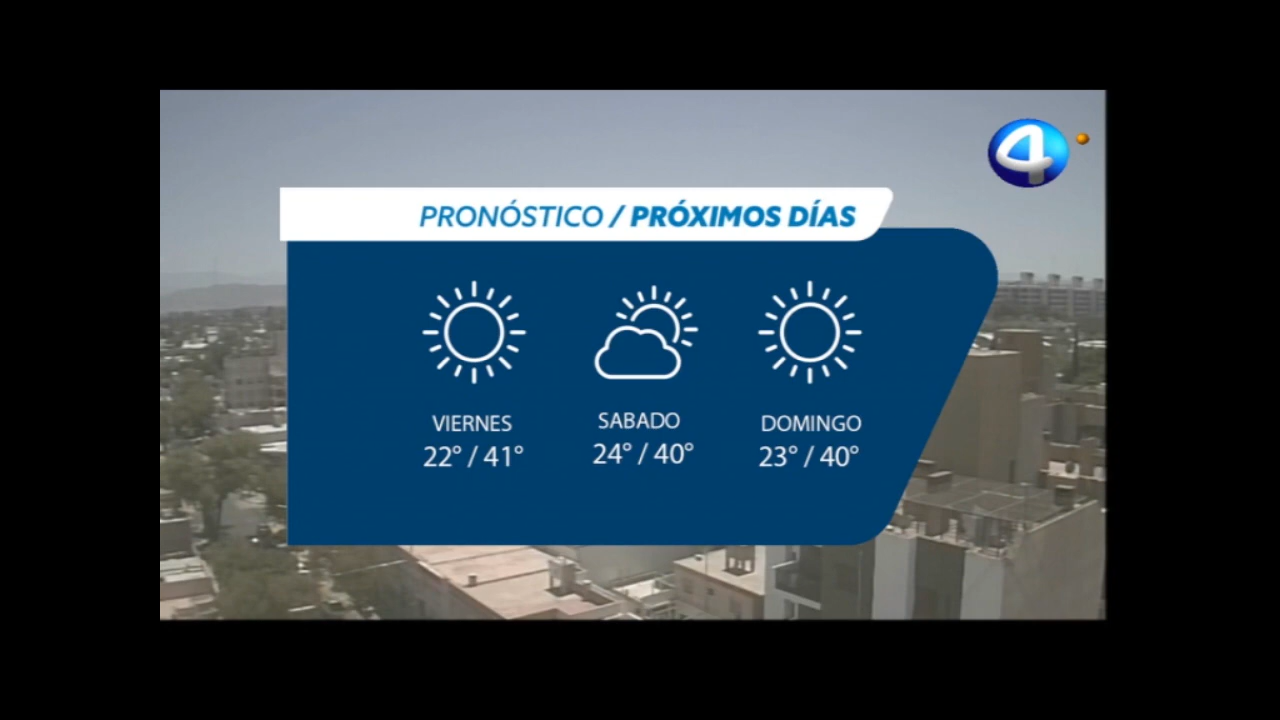 4
PRONÓSTICO / PRÓXIMOS DÍAS
VIERNES
22° / 41°
SABADO
24° / 40°
DOMINGO
23° / 40°